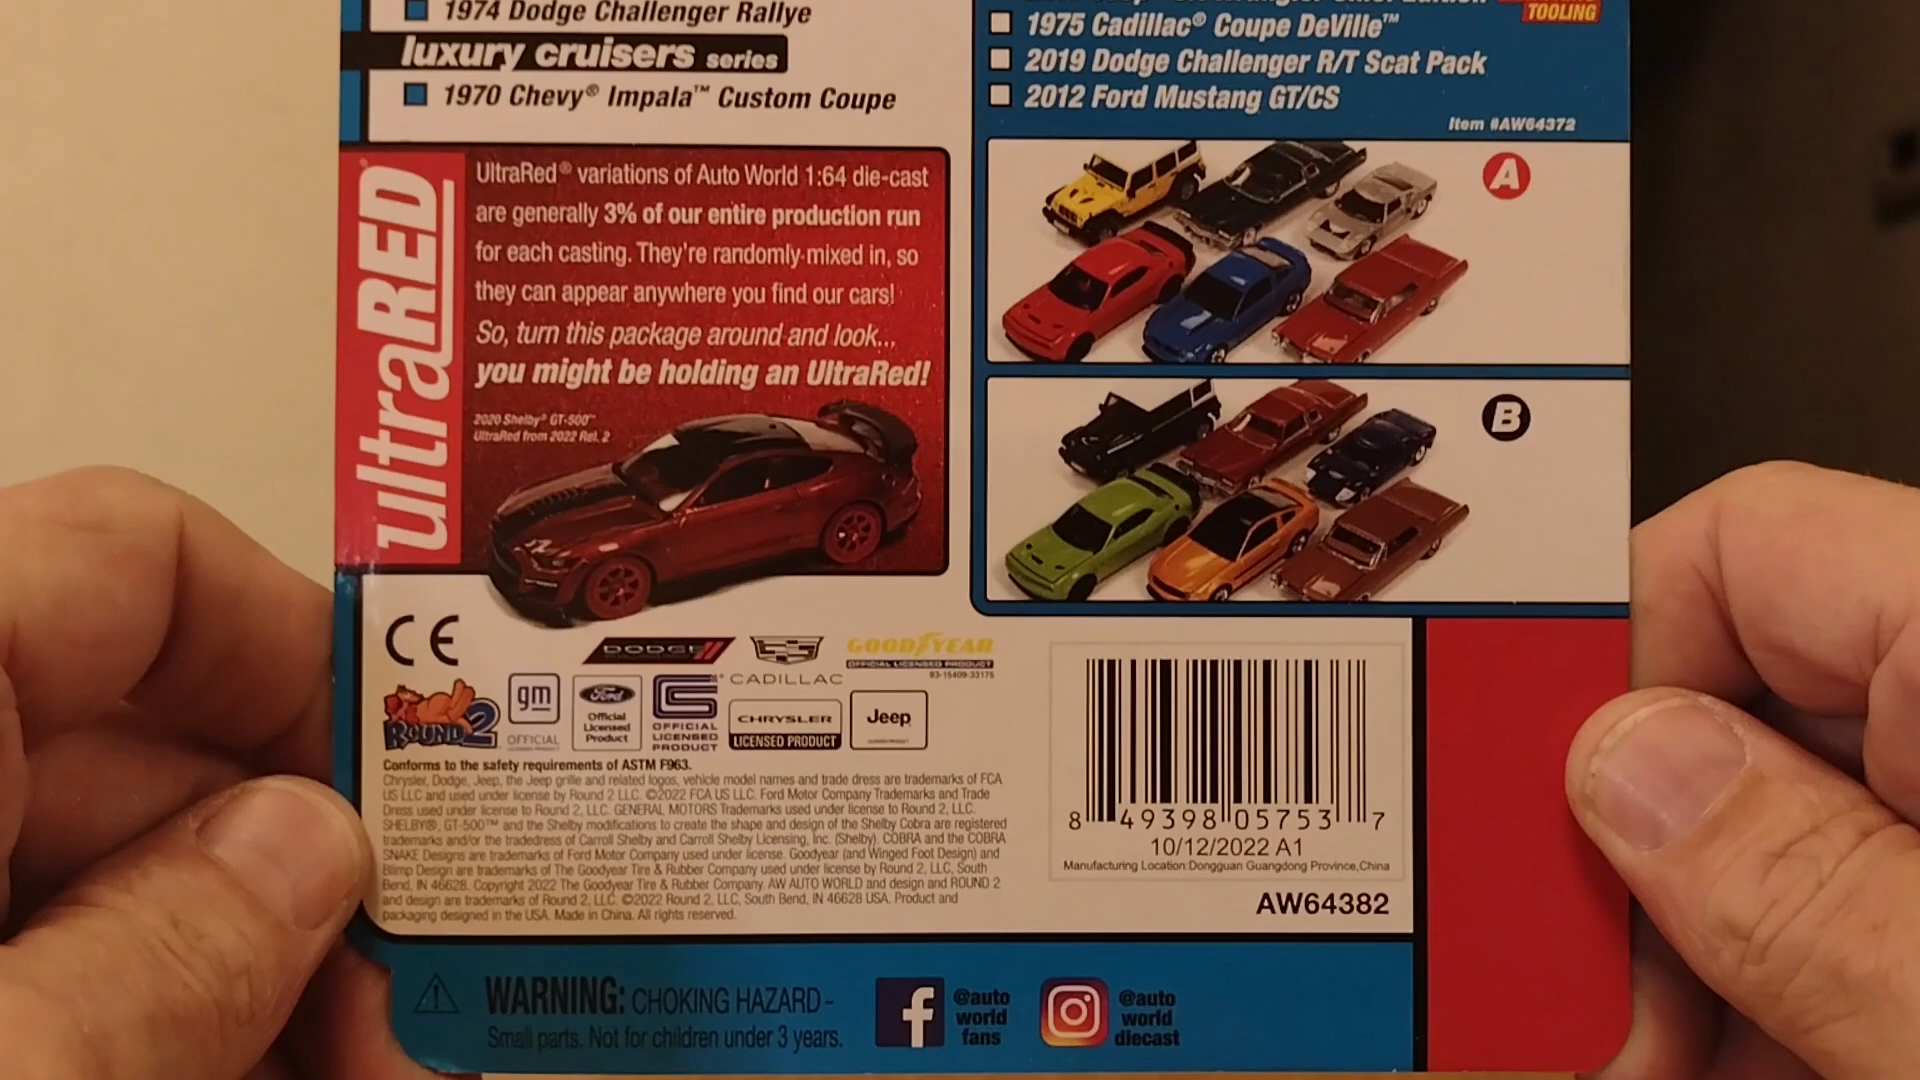 1974 Dodge Challenger Rallye
luxury cruisers series
1970 Chevy® Impala™ Custom Coupe
TOOLING
1975 Cadillac® Coupe DeVille™
2019 Dodge Challenger R/T Scat Pack
2012 Ford Mustang GT/CS
Item #AW64372
A
B
ultraRED
UltraRed® variations of Auto World 1:64 die-cast
are generally 3% of our entire production run
for each casting. They're randomly mixed in, so
they can appear anywhere you find our cars!
So, turn this package around and look...
you might be holding an UltraRed!
2020 Shelby® GT-500™
UltraRed from 2022 Rel. 2
CE
DODGE
CADILLAC
GOODYEAR
OFFICIAL LICENSED PRODUCT
93-15409-33175
ROUND 2
gm
OFFICIAL
Ford
Official
Licensed
Product
OFFICIAL
LICENSED
PRODUCT
CHRYSLER
LICENSED PRODUCT
Jeep
Conforms to the safety requirements of ASTM F963.
Chrysler, Dodge, Jeep, the Jeep grille and related logos, vehicle model names and trade dress are trademarks of FCA
US LLC and used under license by Round 2 LLC. ©2022 FCA US LLC. Ford Motor Company Trademarks and Trade
Dress used under license to Round 2, LLC. GENERAL MOTORS Trademarks used under license to Round 2, LLC.
SHELBY®, GT-500™ and the Shelby modifications to create the shape and design of the Shelby Cobra are registered
trademarks and/or the tradedress of Carroll Shelby and Carroll Shelby Licensing, Inc. (Shelby). COBRA and the COBRA
SNAKE Designs are trademarks of Ford Motor Company used under license. Goodyear (and Winged Foot Design) and
Blimp Design are trademarks of The Goodyear Tire & Rubber Company used under license by Round 2, LLC, South
Bend, IN 46628. Copyright 2022 The Goodyear Tire & Rubber Company. AW AUTO WORLD and design and ROUND 2
and design are trademarks of Round 2, LLC. ©2022 Round 2, LLC, South Bend, IN 46628 USA. Product and
packaging designed in the USA. Made in China. All rights reserved.
8 49398 05753 7
10/12/2022 A1
Manufacturing Location:Dongguan Guangdong Province,China
AW64382
WARNING: CHOKING HAZARD -
Small parts. Not for children under 3 years.
@auto
world
fans
@auto
world
diecast